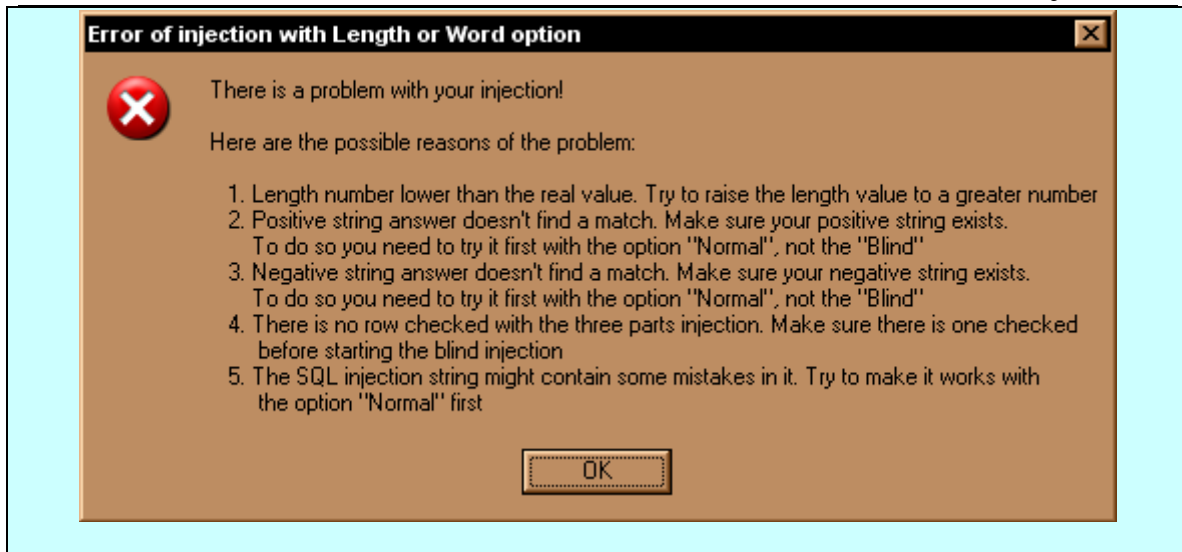 Error of injection with Length or Word option
There is a problem with your injection!
Here are the possible reasons of the problem:
1. Length number lower than the real value. Try to raise the length value to a greater number
2. Positive string answer doesn't find a match. Make sure your positive string exists.
To do so you need to try it first with the option "Normal", not the "Blind"
3. Negative string answer doesn't find a match. Make sure your negative string exists.
To do so you need to try it first with the option "Normal", not the "Blind"
4. There is no row checked with the three parts injection. Make sure there is one checked
before starting the blind injection
5. The SQL injection string might contain some mistakes in it. Try to make it works with
the option "Normal" first
OK